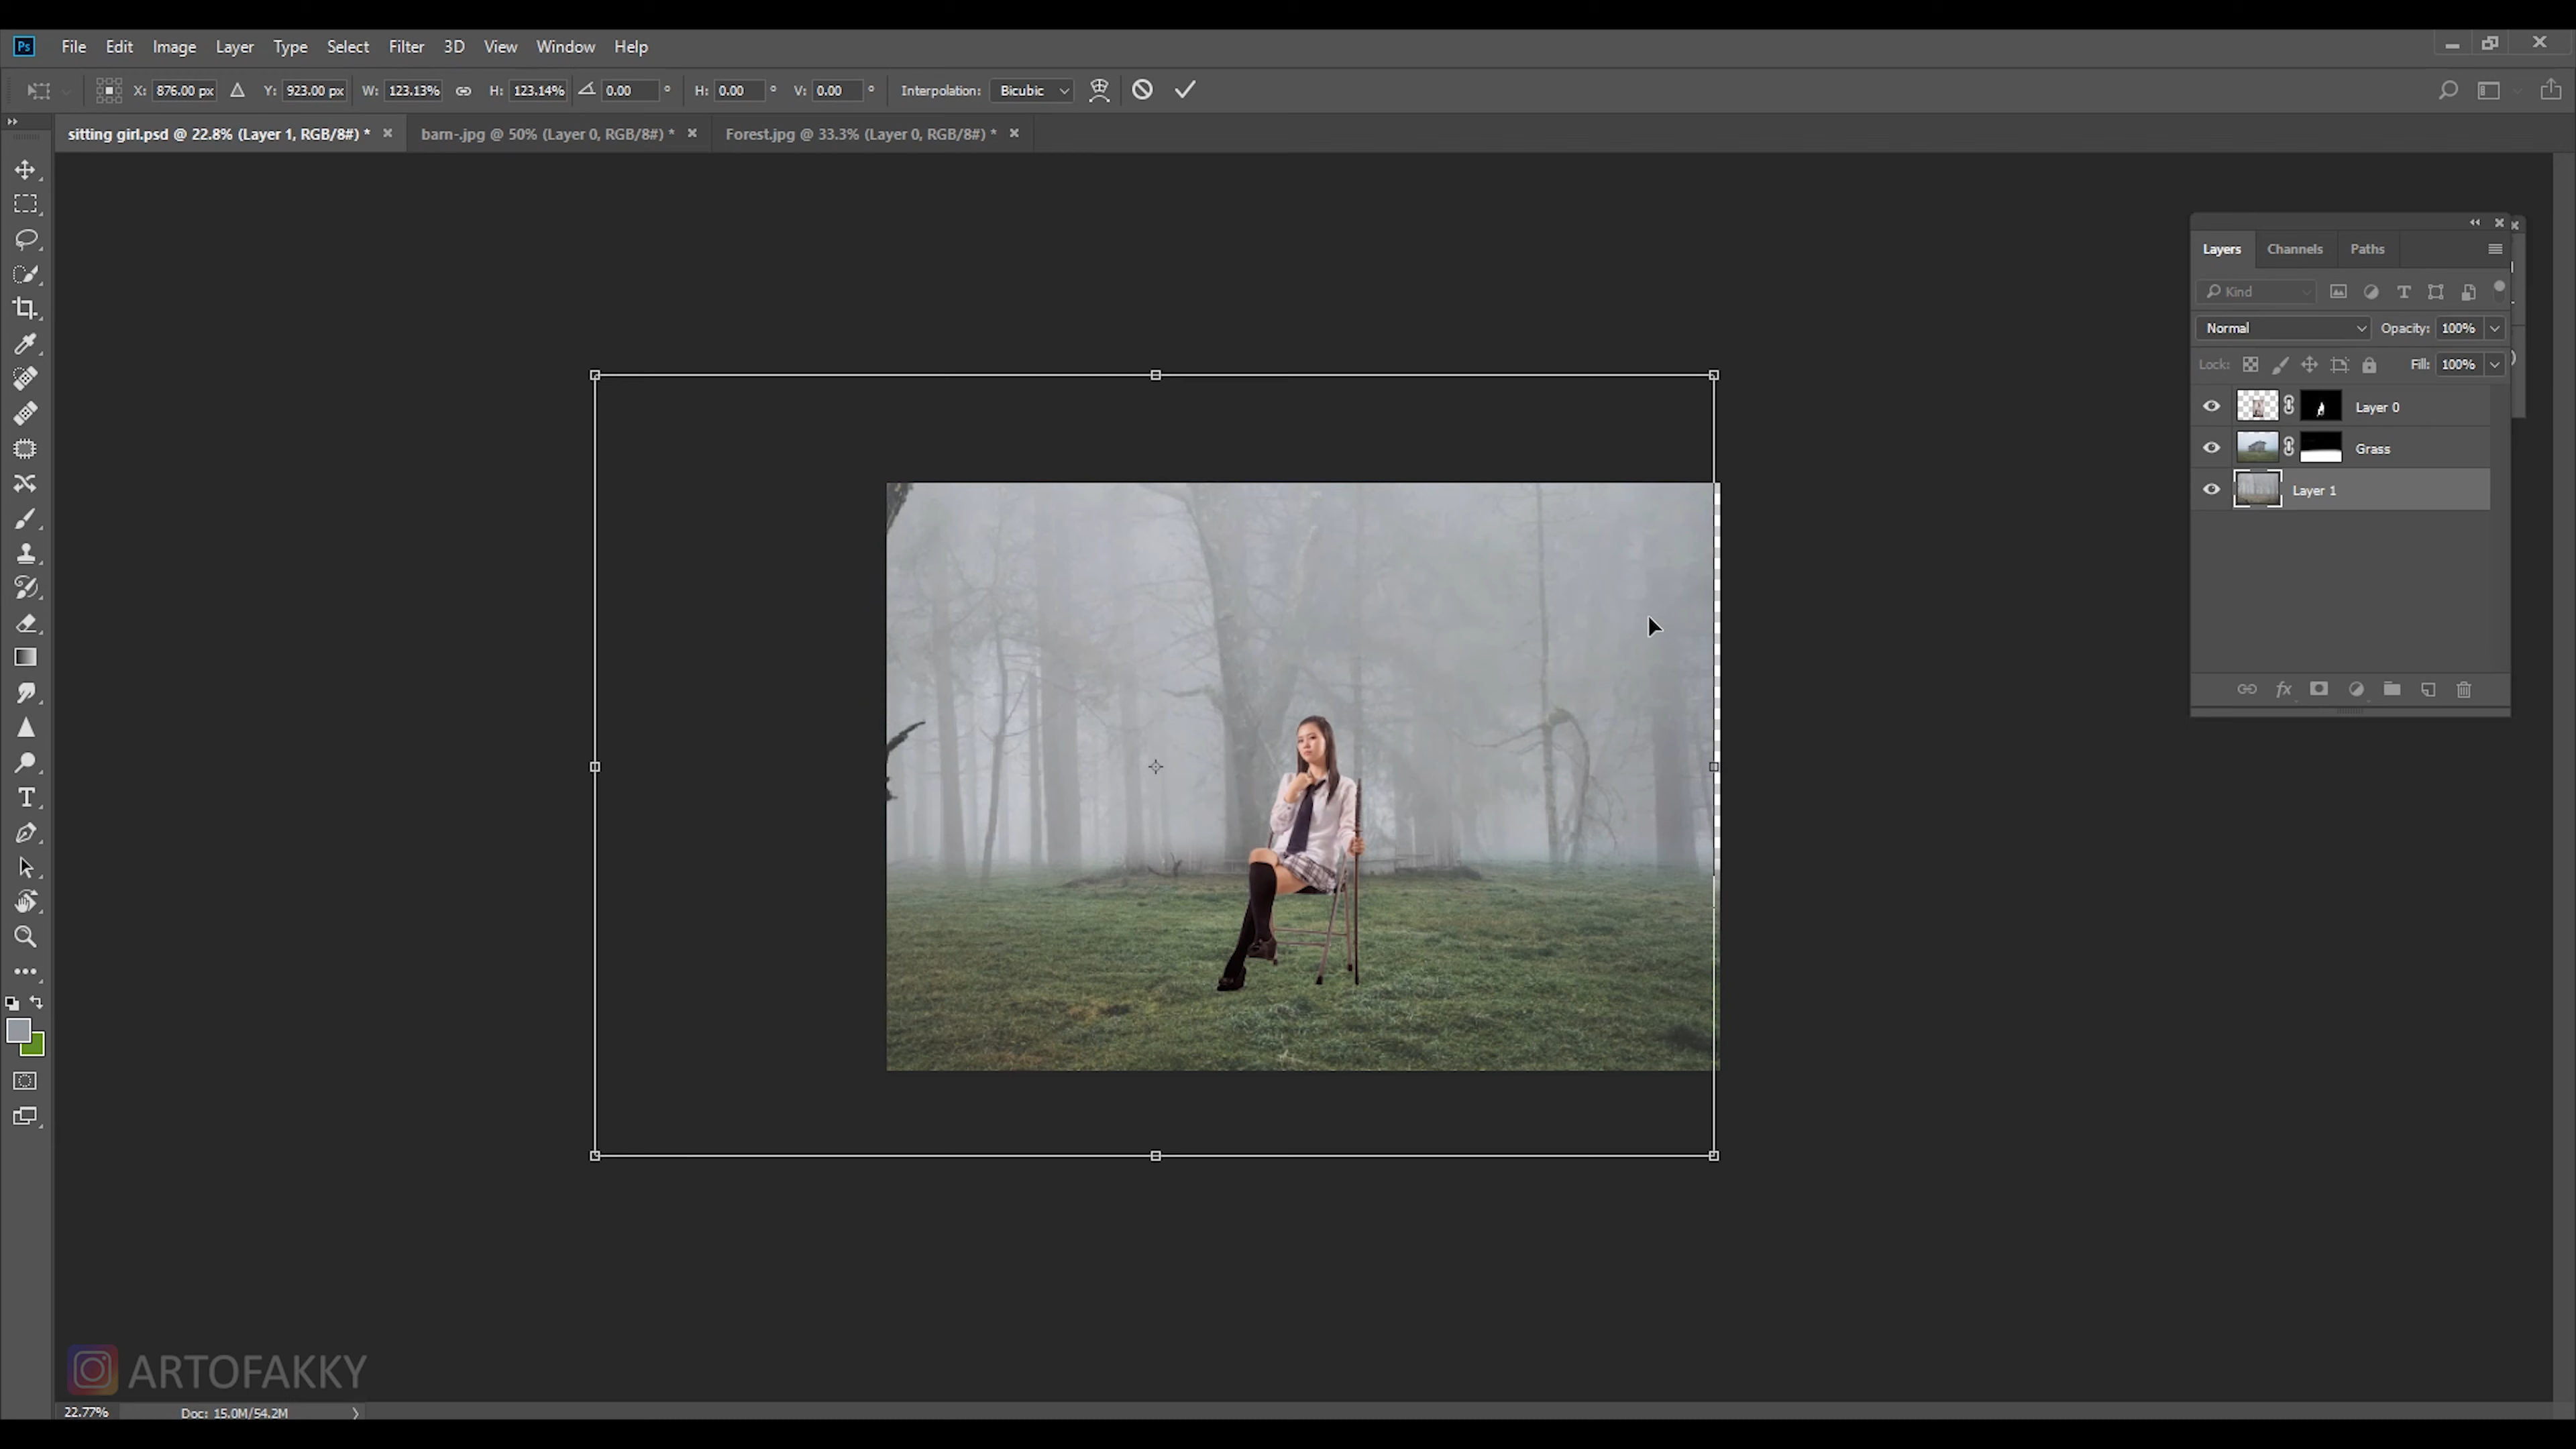 Ps File Edit Image Layer Type Select Filter 3D View Window Help
X: 876.00 px Y: 923.00 px W: 123.13% H: 123.14% 0.00 ° H: 0.00 ° V: 0.00 ° Interpolation: Bicubic
sitting girl.psd @ 22.8% (Layer 1, RGB/8#) * barn-.jpg @ 50% (Layer 0, RGB/8#) * Forest.jpg @ 33.3% (Layer 0, RGB/8#) *
Layers Channels Paths
Kind
Normal Opacity: 100%
Lock: Fill: 100%
Layer 0
Grass
Layer 1
ARTOFAKKY
22.77% Doc: 15.0M/54.2M